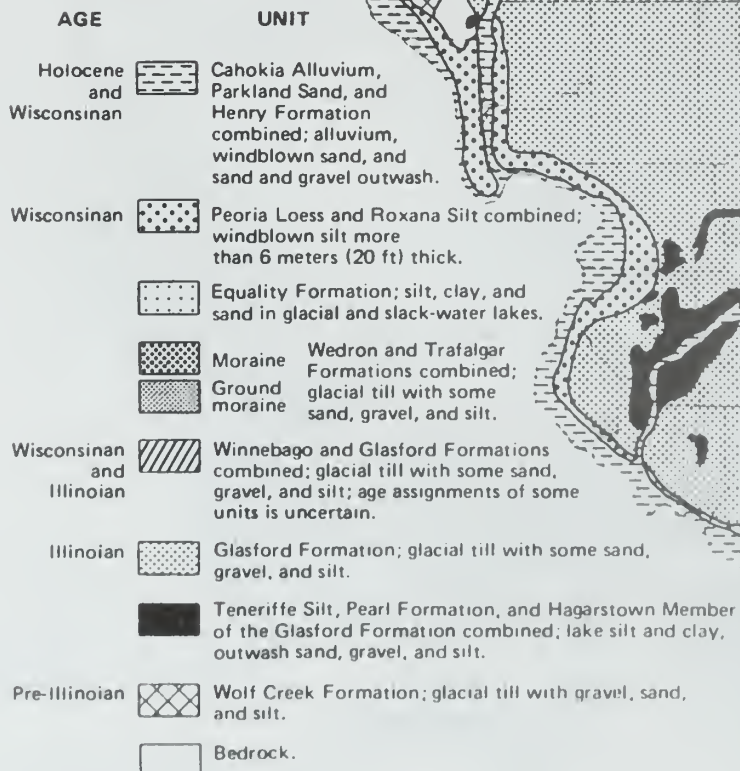 AGE UNIT
Holocene and Wisconsinan
Cahokia Alluvium,
Parkland Sand, and
Henry Formation
combined; alluvium,
windblown sand, and
sand and gravel outwash.
Wisconsinan
Peoria Loess and Roxana Silt combined;
windblown silt more
than 6 meters (20 ft) thick.
Equality Formation; silt, clay, and
sand in glacial and slack-water lakes.
Moraine
Ground
moraine
Wedron and Trafalgar
Formations combined;
glacial till with some
sand, gravel, and silt.
Wisconsinan
and
Illinoian
Winnebago and Glasford Formations
combined; glacial till with some sand,
gravel, and silt; age assignments of some
units is uncertain.
Illinoian
Glasford Formation; glacial till with some sand,
gravel, and silt.
Teneriffe Silt, Pearl Formation, and Hagarstown Member
of the Glasford Formation combined; lake silt and clay,
outwash sand, gravel, and silt.
Pre-Illinoian
Wolf Creek Formation; glacial till with gravel, sand,
and silt.
Bedrock.